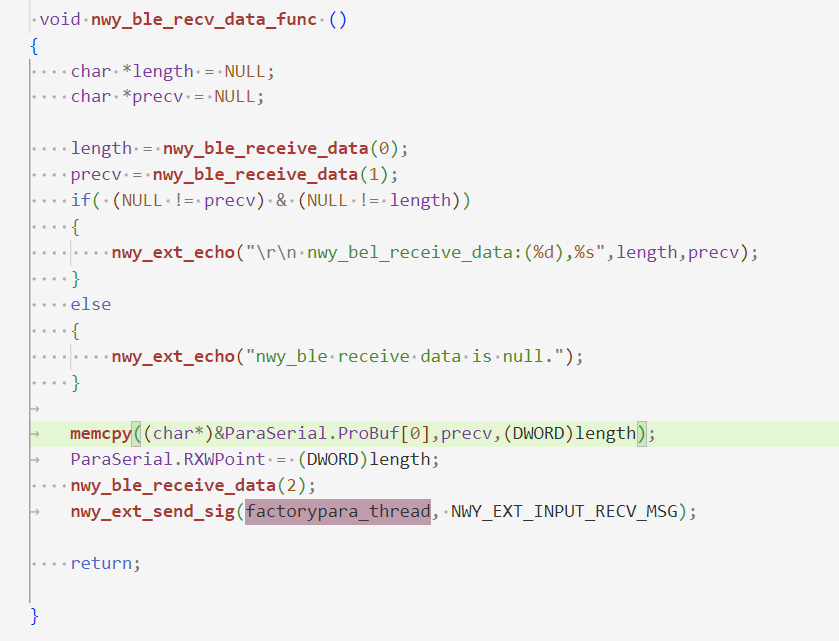 void nwy_ble_recv_data_func ()
{
char *length = NULL;
char *precv = NULL;
length = nwy_ble_receive_data(0);
precv = nwy_ble_receive_data(1);
if( (NULL != precv) & (NULL != length))
{
nwy_ext_echo("\r\n nwy_bel_receive_data:(%d),%s",length,precv);
}
else
{
nwy_ext_echo("nwy_ble receive data is null.");
}
memcpy((char*)&ParaSerial.ProBuf[0],precv,(DWORD)length);
ParaSerial.RXWPoint = (DWORD)length;
nwy_ble_receive_data(2);
nwy_ext_send_sig(factorypara_thread, NWY_EXT_INPUT_RECV_MSG);
return;
}